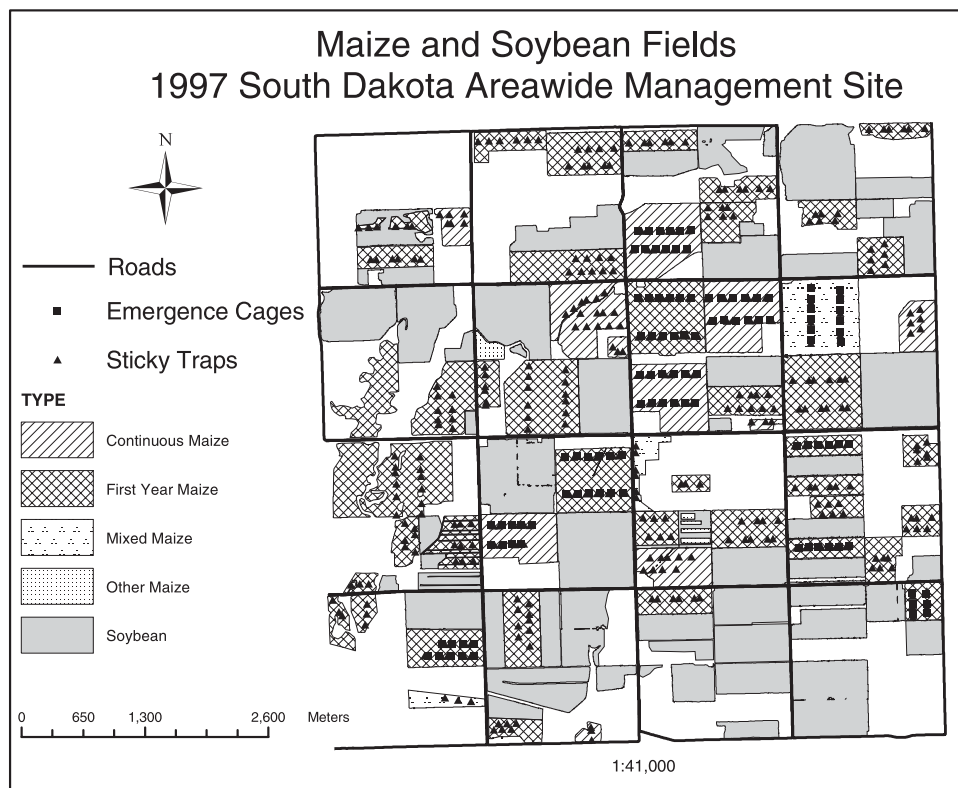 Maize and Soybean Fields
1997 South Dakota Areawide Management Site
N
Roads
Emergence Cages
Sticky Traps
TYPE
Continuous Maize
First Year Maize
Mixed Maize
Other Maize
Soybean
0 650 1,300 2,600 Meters
1:41,000